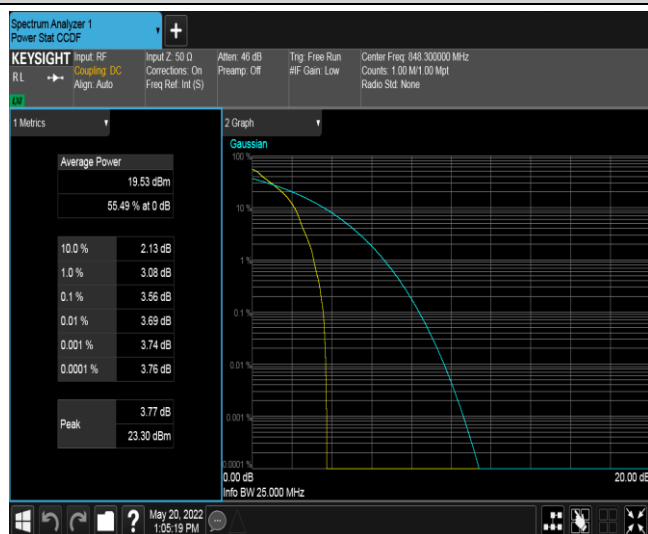 Spectrum Analyzer 1
Power Stat CCDF
KEYSIGHT
RL
LXI
Input: RF
Coupling: DC
Align: Auto
Input Z: 50 Ω
Corrections: On
Freq Ref: Int (S)
Atten: 46 dB
Preamp: Off
Trig: Free Run
#IF Gain: Low
Center Freq: 848.300000 MHz
Counts: 1.00 M/1.00 Mpt
Radio Std: None
1 Metrics
Average Power
19.53 dBm
55.49 % at 0 dB
10.0 % 2.13 dB
1.0 % 3.08 dB
0.1 % 3.56 dB
0.01 % 3.69 dB
0.001 % 3.74 dB
0.0001 % 3.76 dB
Peak
3.77 dB
23.30 dBm
2 Graph
Gaussian
100 %
10 %
1 %
0.1 %
0.01 %
0.001 %
0.0001 %
0.00 dB
20.00 dB
Info BW 25.000 MHz
May 20, 2022
1:05:19 PM